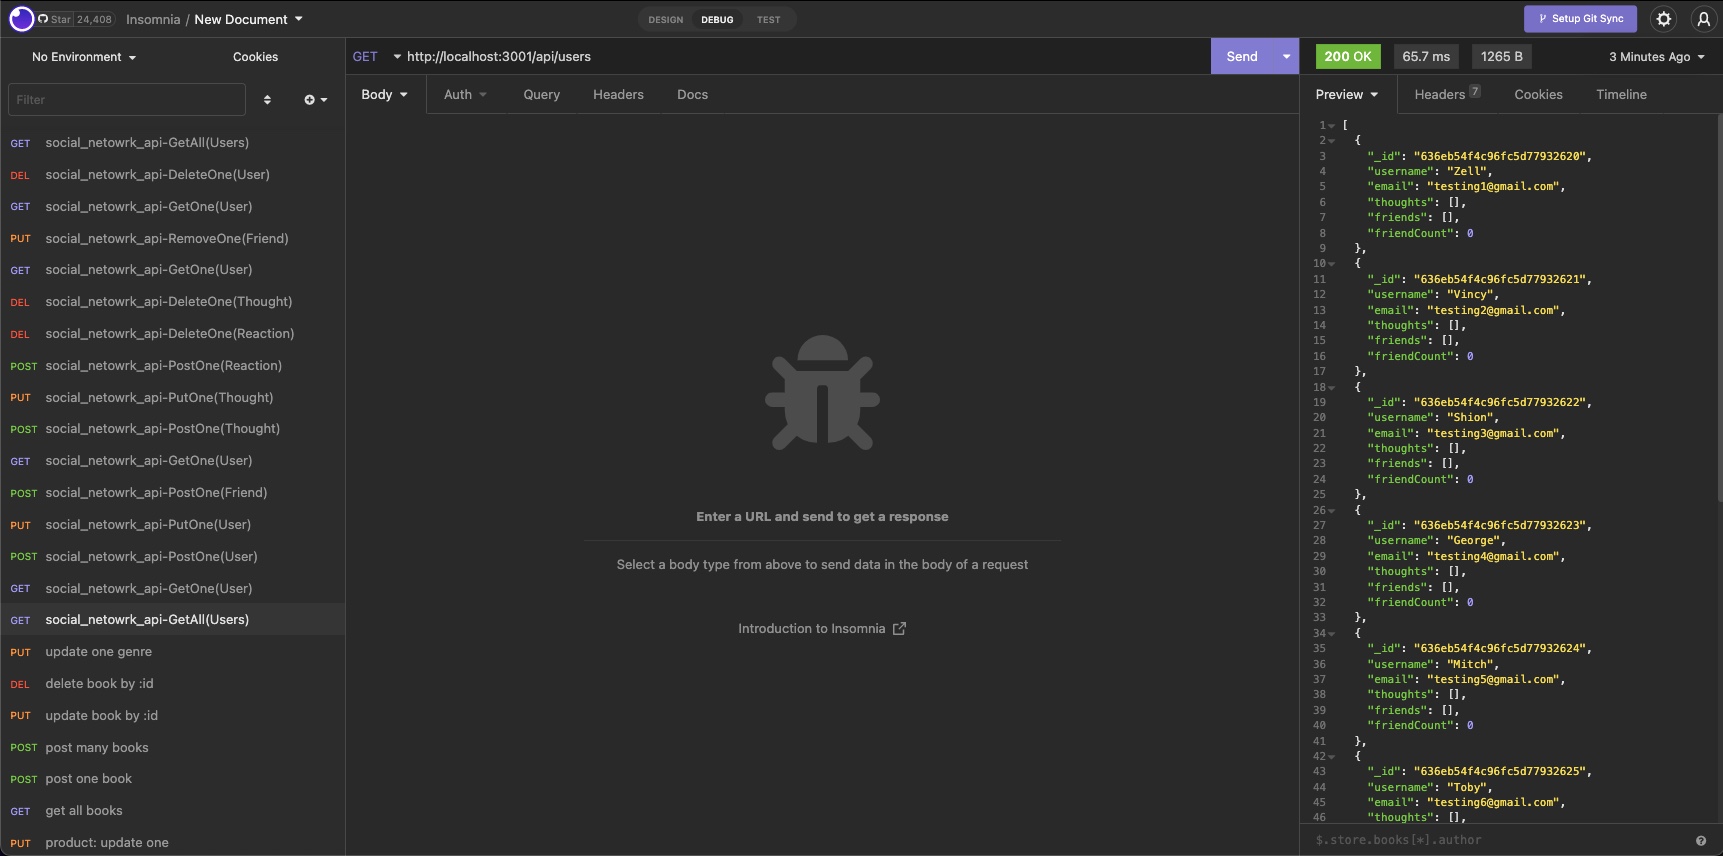 Star 24,408 Insomnia / New Document
DESIGN DEBUG TEST
Setup Git Sync
No Environment Cookies
Filter
GET social_netowrk_api-GetAll(Users)
DEL social_netowrk_api-DeleteOne(User)
GET social_netowrk_api-GetOne(User)
PUT social_netowrk_api-RemoveOne(Friend)
GET social_netowrk_api-GetOne(User)
DEL social_netowrk_api-DeleteOne(Thought)
DEL social_netowrk_api-DeleteOne(Reaction)
POST social_netowrk_api-PostOne(Reaction)
PUT social_netowrk_api-PutOne(Thought)
POST social_netowrk_api-PostOne(Thought)
GET social_netowrk_api-GetOne(User)
POST social_netowrk_api-PostOne(Friend)
PUT social_netowrk_api-PutOne(User)
POST social_netowrk_api-PostOne(User)
GET social_netowrk_api-GetOne(User)
GET social_netowrk_api-GetAll(Users)
PUT update one genre
DEL delete book by :id
PUT update book by :id
POST post many books
POST post one book
GET get all books
PUT product: update one
GET http://localhost:3001/api/users Send
Body Auth Query Headers Docs
Enter a URL and send to get a response
Select a body type from above to send data in the body of a request
Introduction to Insomnia
200 OK 65.7 ms 1265 B 3 Minutes Ago
Preview Headers 7 Cookies Timeline
1 [
2 {
3 "_id": "636eb54f4c96fc5d77932620",
4 "username": "Zell",
5 "email": "testing1@gmail.com",
6 "thoughts": [],
7 "friends": [],
8 "friendCount": 0
9 },
10 {
11 "_id": "636eb54f4c96fc5d77932621",
12 "username": "Vincy",
13 "email": "testing2@gmail.com",
14 "thoughts": [],
15 "friends": [],
16 "friendCount": 0
17 },
18 {
19 "_id": "636eb54f4c96fc5d77932622",
20 "username": "Shion",
21 "email": "testing3@gmail.com",
22 "thoughts": [],
23 "friends": [],
24 "friendCount": 0
25 },
26 {
27 "_id": "636eb54f4c96fc5d77932623",
28 "username": "George",
29 "email": "testing4@gmail.com",
30 "thoughts": [],
31 "friends": [],
32 "friendCount": 0
33 },
34 {
35 "_id": "636eb54f4c96fc5d77932624",
36 "username": "Mitch",
37 "email": "testing5@gmail.com",
38 "thoughts": [],
39 "friends": [],
40 "friendCount": 0
41 },
42 {
43 "_id": "636eb54f4c96fc5d77932625",
44 "username": "Toby",
45 "email": "testing6@gmail.com",
46 "thoughts": [],
$.store.books[*].author